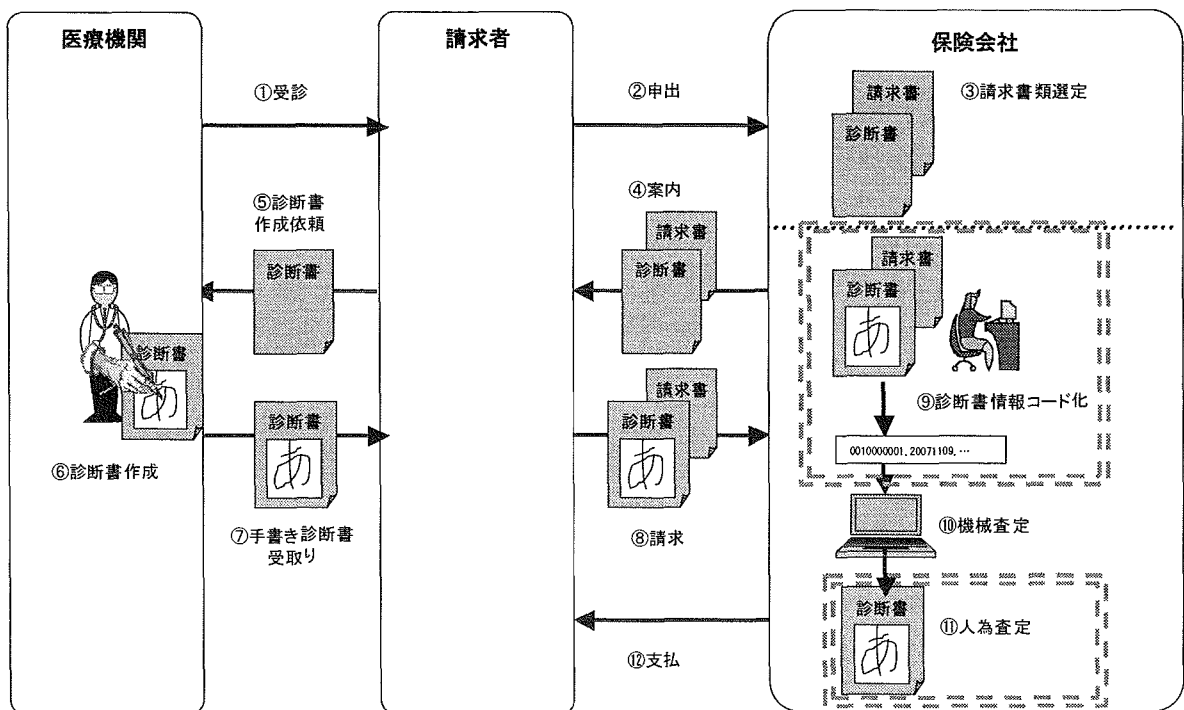 医療機関
請求者
保険会社
①受診
②申出
③請求書類選定
請求書
診断書
⑤診断書
作成依頼
④案内
請求書
診断書
診断書
請求書
診断書
あ
診断書
あ
⑥診断書作成
診断書
あ
⑦手書き診断書
受取り
請求書
診断書
あ
⑧請求
⑨診断書情報コード化
0010000001,20071109,…
⑩機械査定
診断書
あ
⑪人為査定
⑫支払